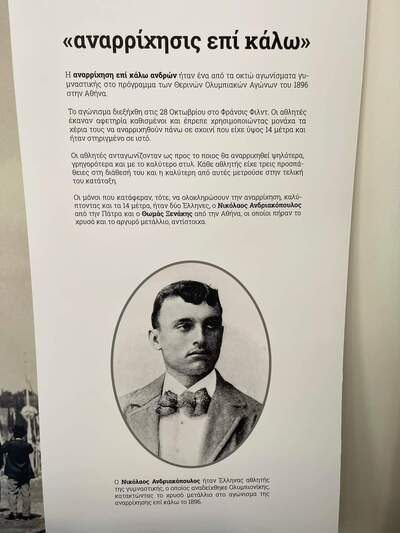 «αναρρίχησις επί κάλω»
Η αναρρίχηση επί κάλω ανδρών ήταν ένα από τα οκτώ αγωνίσματα γυ-
μναστικής στο πρόγραμμα των Θερινών Ολυμπιακών Αγώνων του 1896
στην Αθήνα.
Το αγώνισμα διεξήχθη στις 28 Οκτωβρίου στο Φράνσις Φιλντ. Οι αθλητές
έκαναν αφετηρία καθισμένοι και έπρεπε χρησιμοποιώντας μονάχα τα
χέρια τους να αναρριχηθούν πάνω σε σχοινί που είχε ύψος 14 μέτρα και
ήταν στηριγμένο σε ιστό.
Οι αθλητές ανταγωνίζονταν ως προς το ποιος θα αναρριχηθεί ψηλότερα,
γρηγορότερα και με το καλύτερο στυλ. Κάθε αθλητής είχε τρεις προσπά-
θειες στη διάθεσή του και η καλύτερη από αυτές μετρούσε στην τελική
του κατάταξη.
Οι μόνοι που κατάφεραν, τότε, να ολοκληρώσουν την αναρρίχηση, καλύ-
πτοντας και τα 14 μέτρα, ήταν δύο Έλληνες, ο Νικόλαος Ανδριακόπουλος
από την Πάτρα και ο Θωμάς Ξενάκης από την Αθήνα, οι οποίοι πήραν το
χρυσό και το αργυρό μετάλλιο, αντίστοιχα.
Ο Νικόλαος Ανδριακόπουλος ήταν Έλληνας αθλητής
της γυμναστικής, ο οποίος αναδείχθηκε Ολυμπιονίκης,
κατακτώντας το χρυσό μετάλλιο στο αγώνισμα της
αναρρίχησης επί κάλω το 1896.